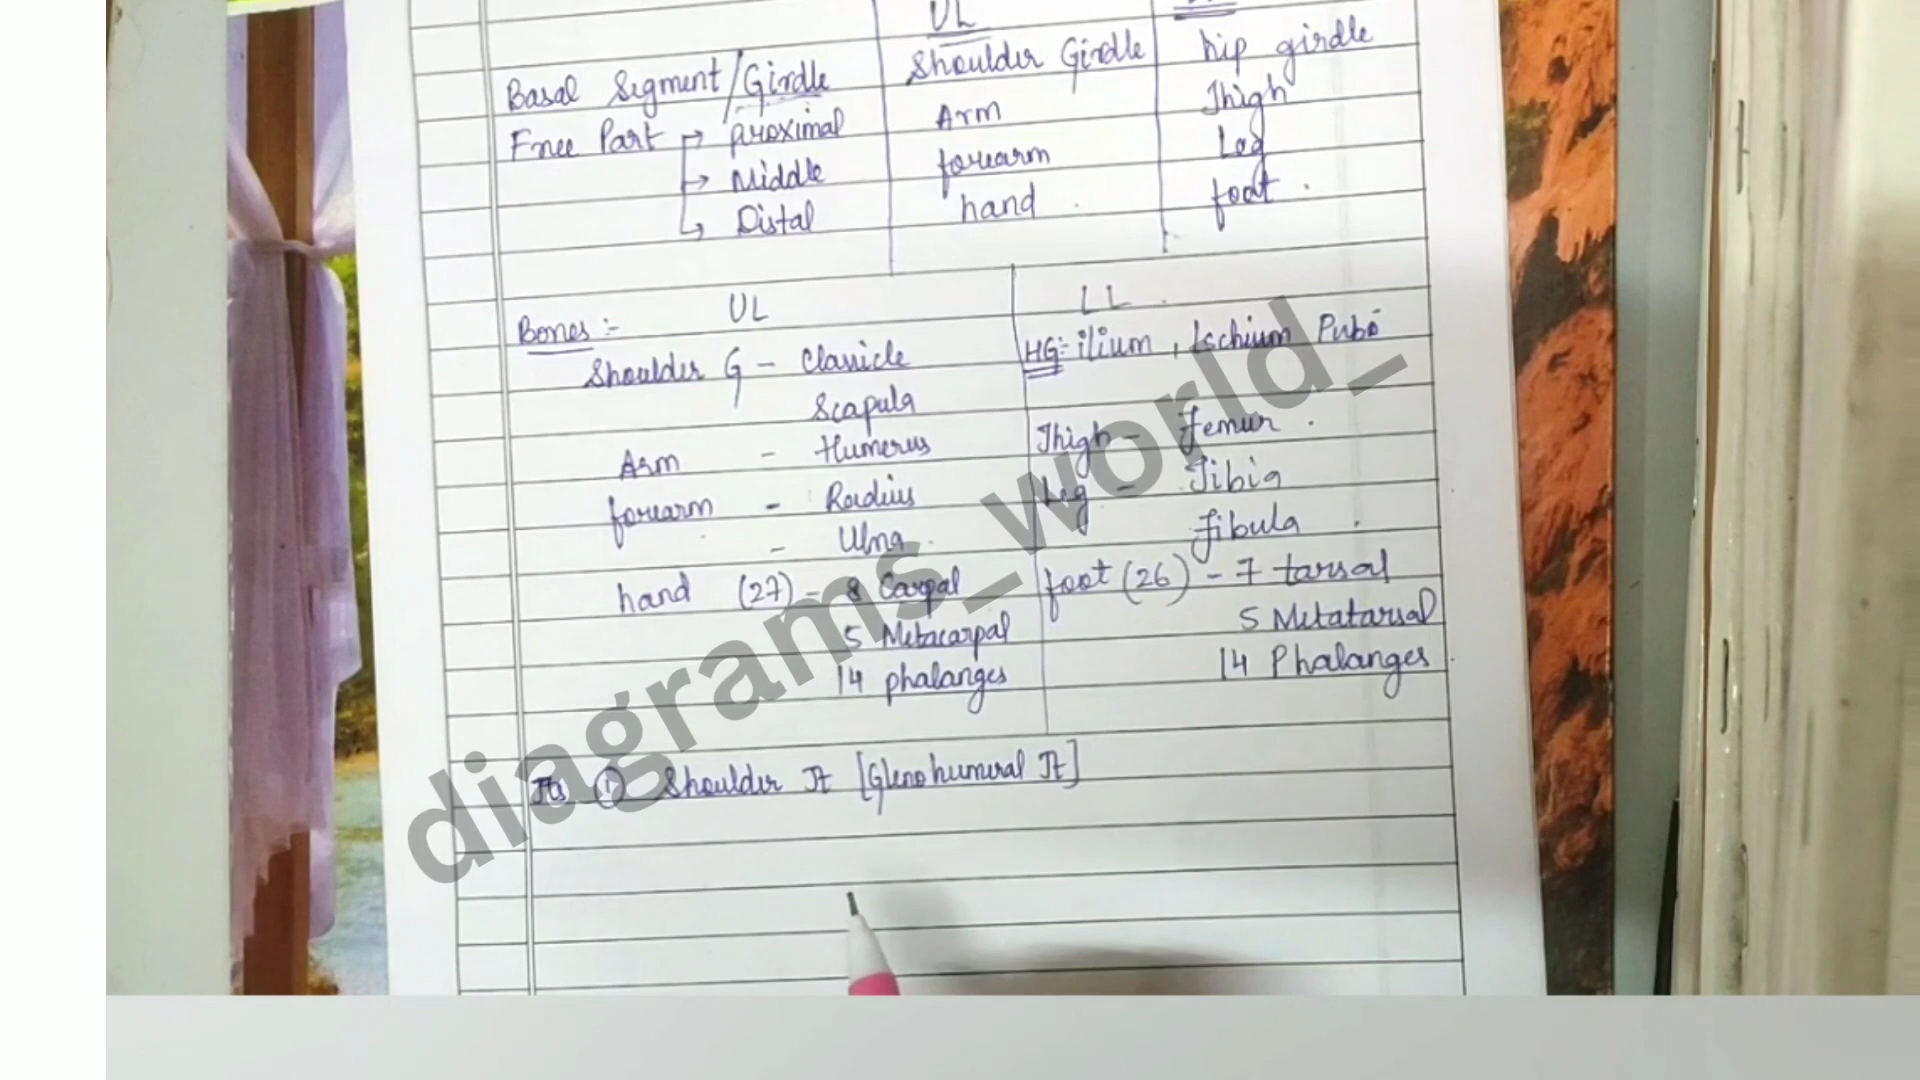 UL
Basal Segment/Girdle Shoulder Girdle hip girdle
Free Part → proximal Arm Thigh
→ Middle forearm Leg
→ Distal hand foot.
Bones :- UL LL
Shoulder G - Clavicle HG:- ilium, Ischium Pubi
Scapula
Arm - Humerus Thigh - Femur.
forearm - Radius Leg - Tibia
- Ulna Fibula
hand (27) - 8 Carpal foot (26) - 7 tarsal
5 Metacarpal 5 Metatarsal
14 phalanges 14 Phalanges
Jts ① Shoulder Jt [Glenohumeral Jt]
diagrams_world_